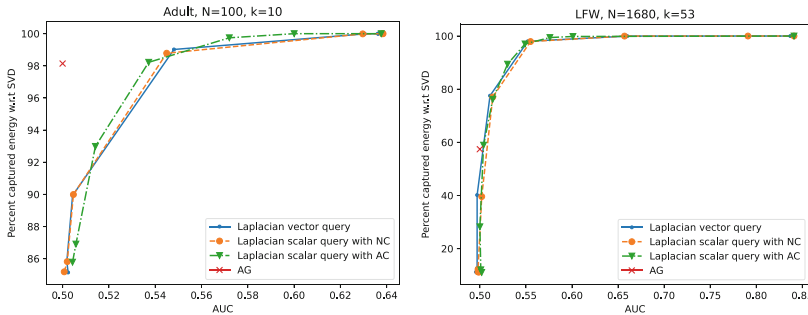 Adult, N=100, k=10
Percent captured energy w.r.t SVD
100
98
96
94
92
90
88
86
0.50
0.52
0.54
0.56
0.58
0.60
0.62
0.64
AUC
Laplacian vector query
Laplacian scalar query with NC
Laplacian scalar query with AC
AG
LFW, N=1680, k=53
Percent captured energy w.r.t SVD
100
80
60
40
20
0.50
0.55
0.60
0.65
0.70
0.75
0.80
AUC
Laplacian vector query
Laplacian scalar query with NC
Laplacian scalar query with AC
AG